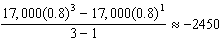 17,000(0.8)³ − 17,000(0.8)¹
3 − 1
≈ −2450